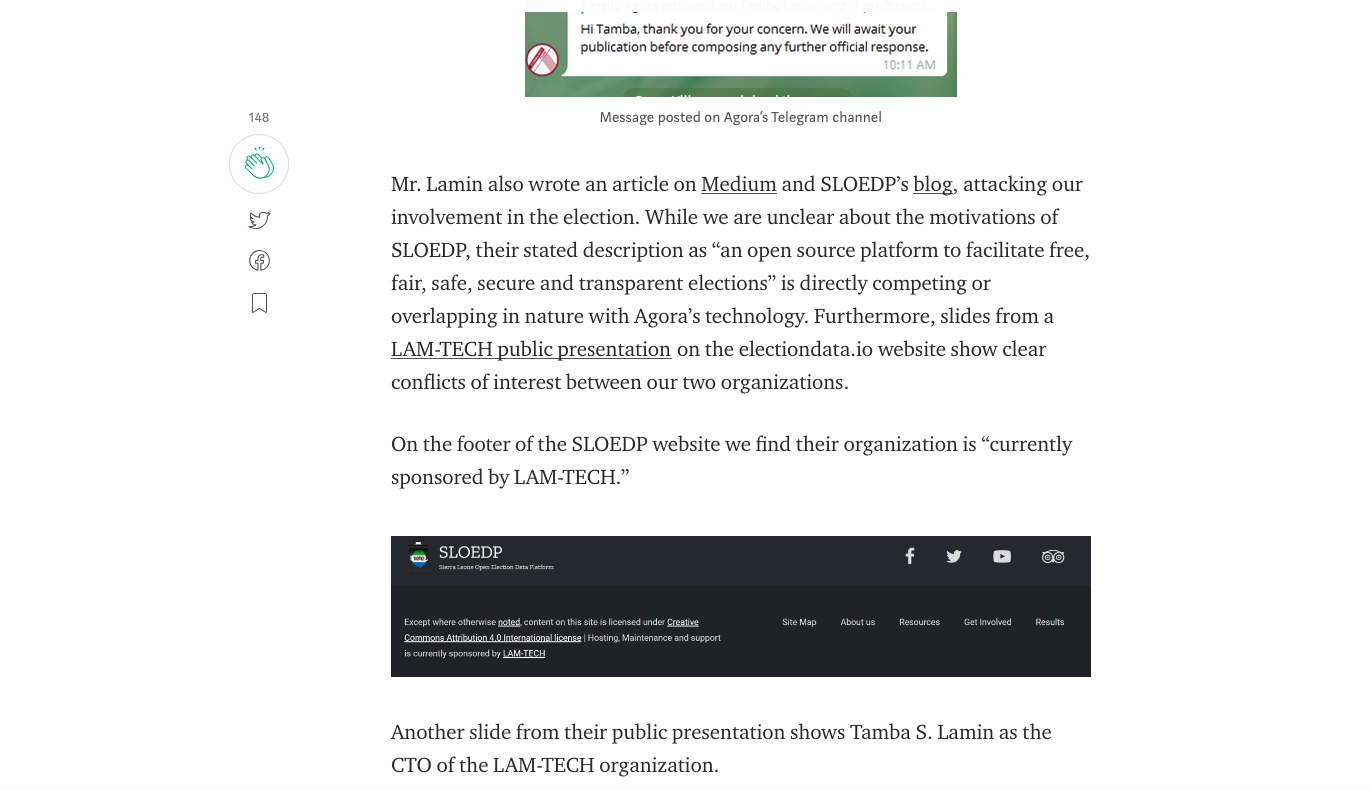 Hello Agora admins, I am Tamba Lamin and IT profession...
Hi Tamba, thank you for your concern. We will await your
publication before composing any further official response.
10:11 AM
Message posted on Agora’s Telegram channel
148
Mr. Lamin also wrote an article on Medium and SLOEDP’s blog, attacking our
involvement in the election. While we are unclear about the motivations of
SLOEDP, their stated description as “an open source platform to facilitate free,
fair, safe, secure and transparent elections” is directly competing or
overlapping in nature with Agora’s technology. Furthermore, slides from a
LAM-TECH public presentation on the electiondata.io website show clear
conflicts of interest between our two organizations.
On the footer of the SLOEDP website we find their organization is “currently
sponsored by LAM-TECH.”
VOTE!
SLOEDP
Sierra Leone Open Election Data Platform
Except where otherwise noted, content on this site is licensed under Creative
Commons Attribution 4.0 International license | Hosting, Maintenance and support
is currently sponsored by LAM-TECH
Site Map About us Resources Get Involved Results
Another slide from their public presentation shows Tamba S. Lamin as the
CTO of the LAM-TECH organization.